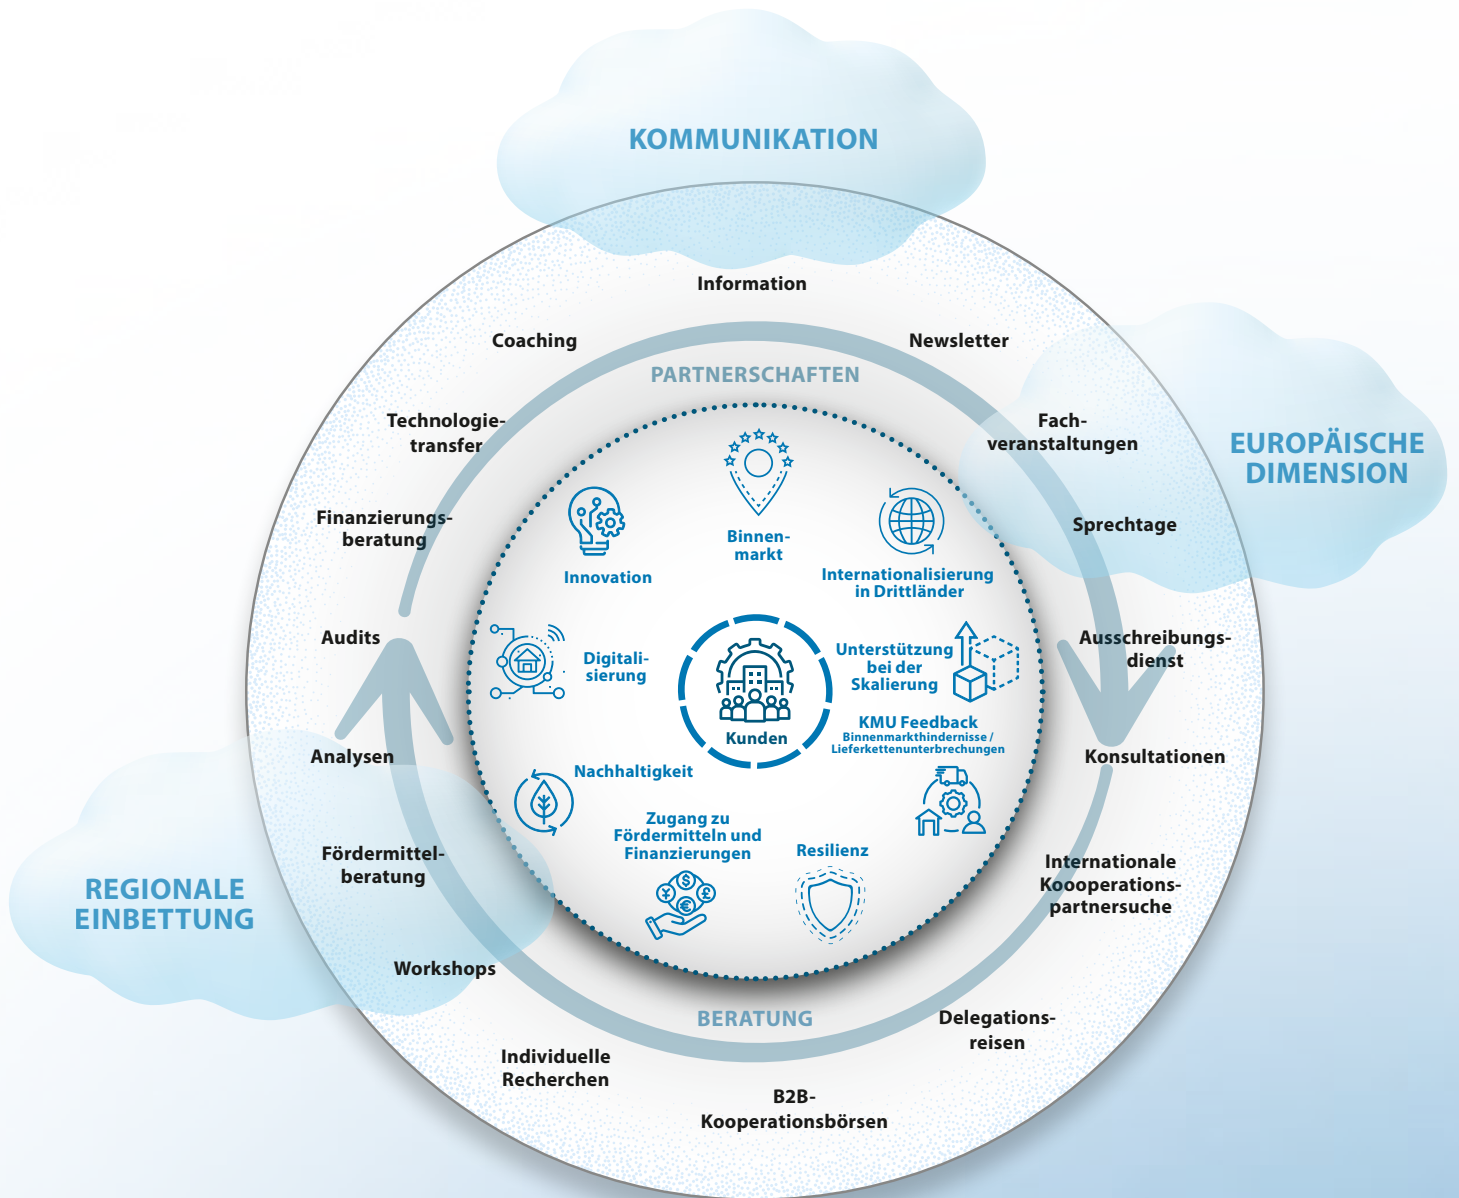 KOMMUNIKATION
EUROPÄISCHE
DIMENSION
REGIONALE
EINBETTUNG
Information
Newsletter
Fach-
veranstaltungen
Sprechtage
Ausschreibungs-
dienst
Konsultationen
Internationale
Koooperations-
partnersuche
Delegations-
reisen
B2B-
Kooperationsbörsen
Individuelle
Recherchen
Workshops
Fördermittel-
beratung
Analysen
Audits
Finanzierungs-
beratung
Technologie-
transfer
Coaching
PARTNERSCHAFTEN
BERATUNG
Binnen-
markt
Internationalisierung
in Drittländer
Unterstützung
bei der
Skalierung
KMU Feedback
Binnenmarkthindernisse /
Lieferkettenunterbrechungen
Resilienz
Zugang zu
Fördermitteln und
Finanzierungen
Nachhaltigkeit
Digitali-
sierung
Innovation
Kunden
¥ $ £
€